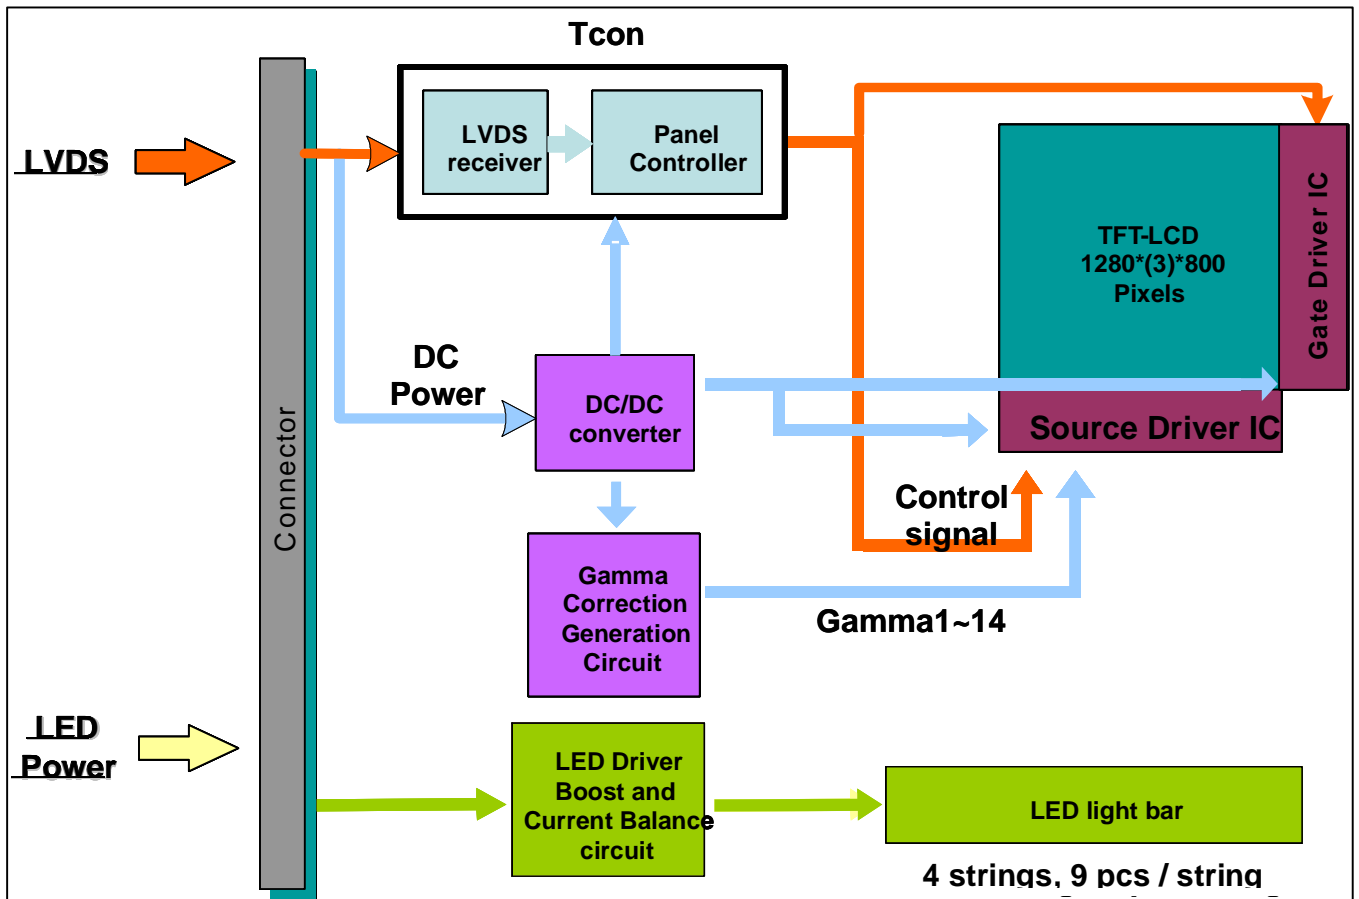 Tcon
LVDS
LVDS
receiver
Panel
Controller
TFT-LCD
1280*(3)*800
Pixels
Gate Driver IC
DC
Power
DC/DC
converter
Source Driver IC
Connector
Control
signal
Gamma
Correction
Generation
Circuit
Gamma1~14
LED
Power
LED Driver
Boost and
Current Balance
circuit
LED light bar
4 strings, 9 pcs / string